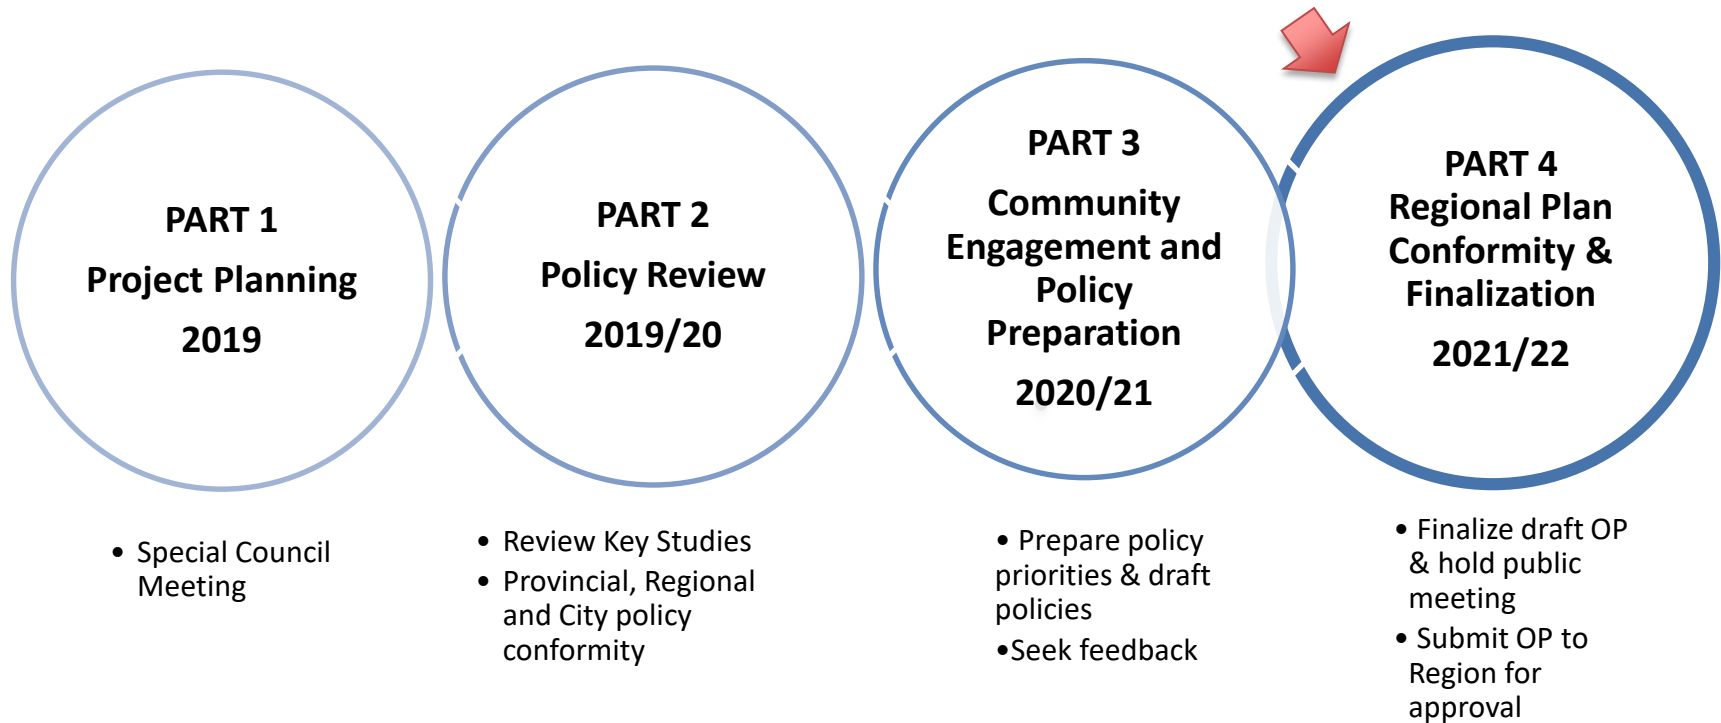 PART 1
Project Planning
2019
• Special Council
Meeting
PART 2
Policy Review
2019/20
• Review Key Studies
• Provincial, Regional
and City policy
conformity
PART 3
Community
Engagement and
Policy
Preparation
2020/21
• Prepare policy
priorities & draft
policies
•Seek feedback
PART 4
Regional Plan
Conformity &
Finalization
2021/22
• Finalize draft OP
& hold public
meeting
• Submit OP to
Region for
approval